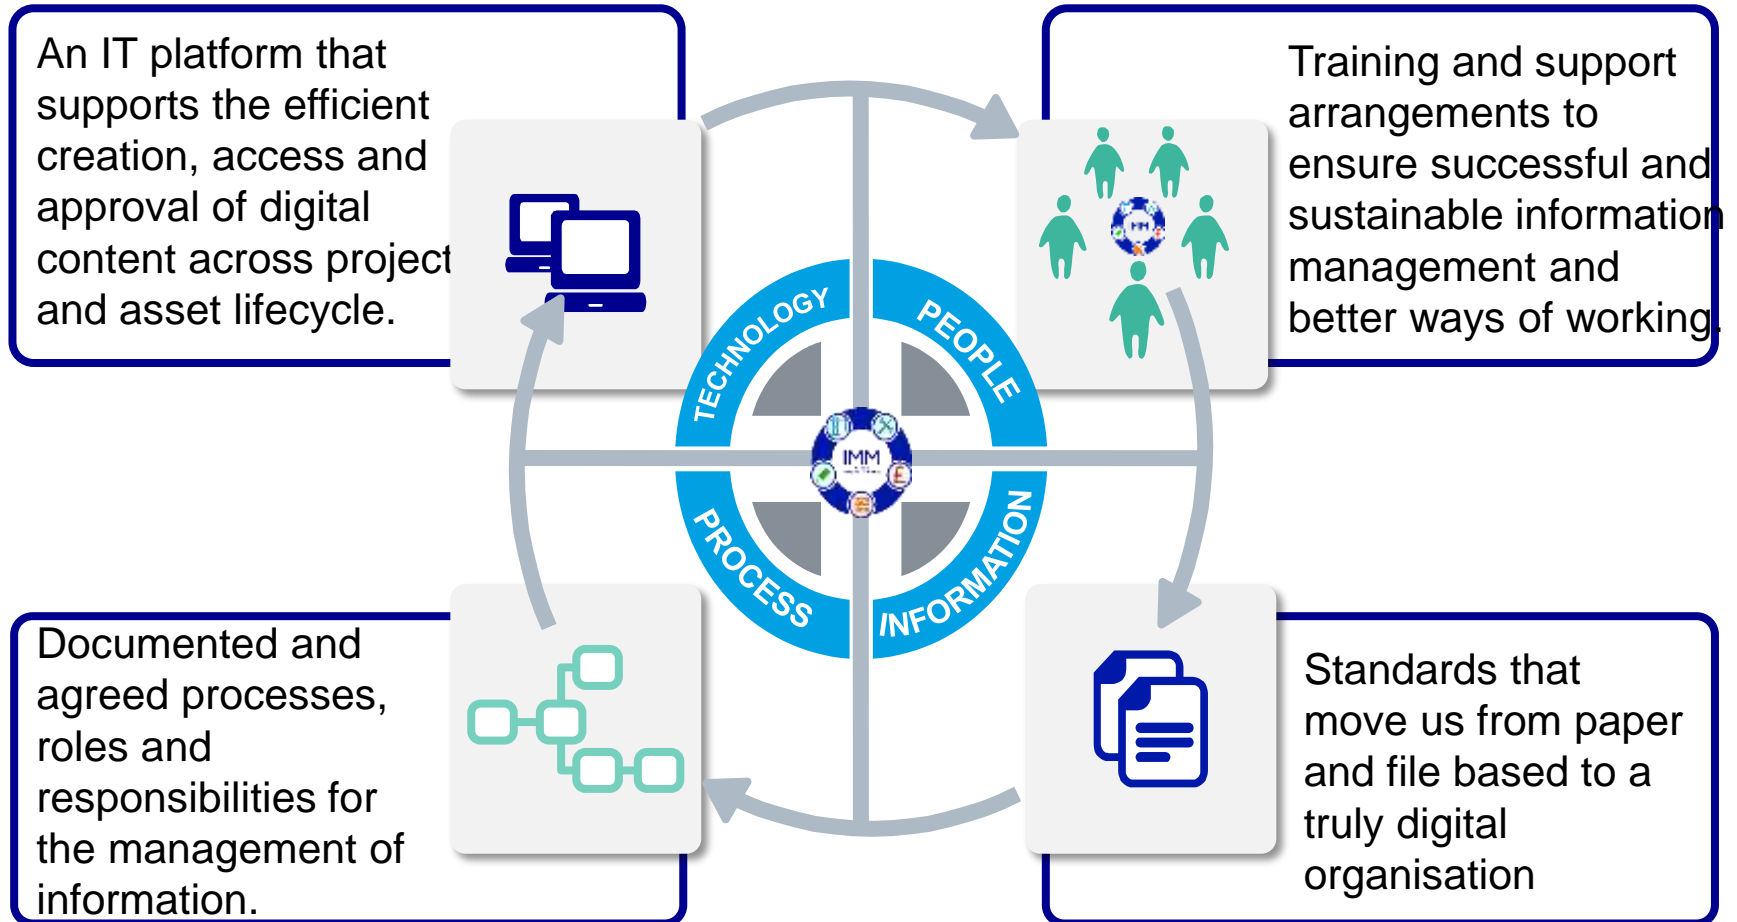 An IT platform that
supports the efficient
creation, access and
approval of digital
content across project
and asset lifecycle.
Training and support
arrangements to
ensure successful and
sustainable information
management and
better ways of working.
TECHNOLOGY
PEOPLE
IMM
PROCESS
INFORMATION
Documented and
agreed processes,
roles and
responsibilities for
the management of
information.
Standards that
move us from paper
and file based to a
truly digital
organisation